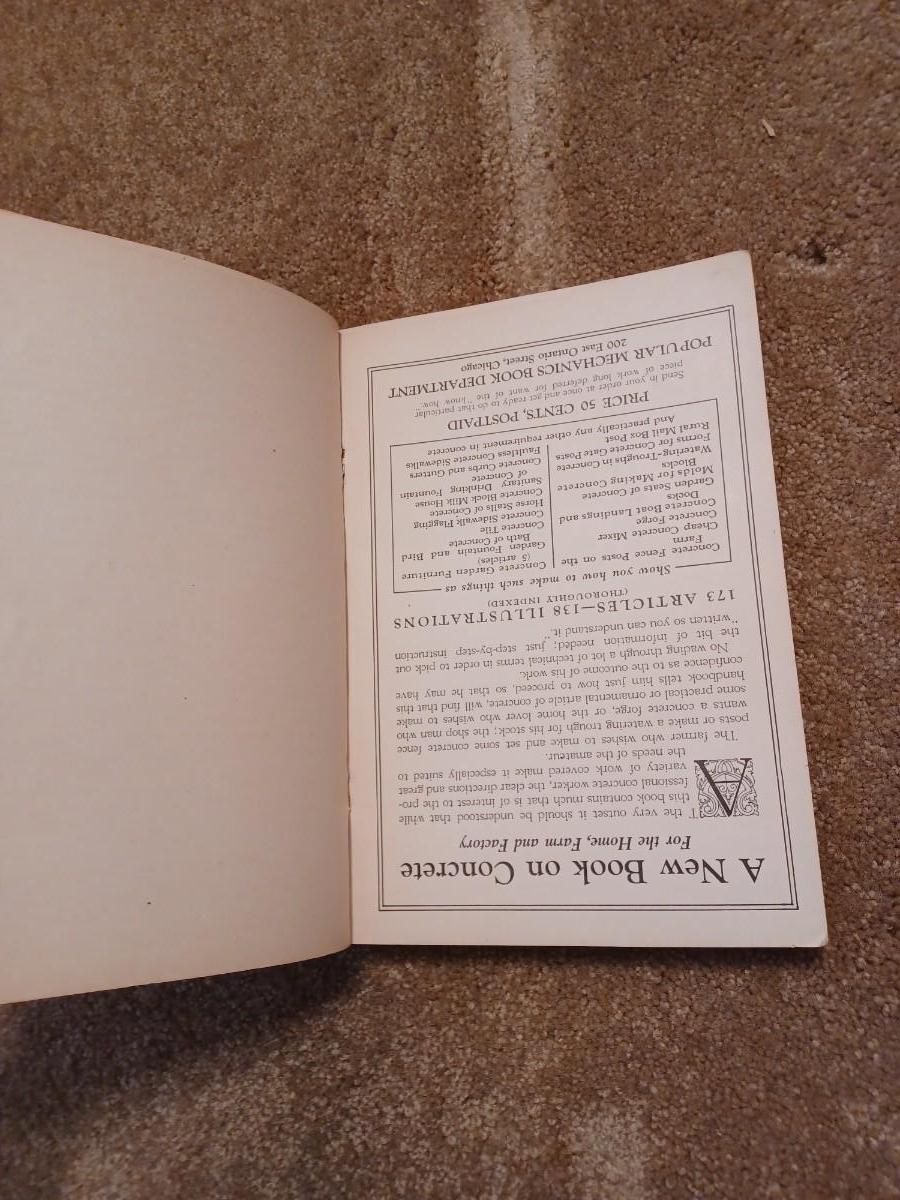 A New Book on Concrete
For the Home, Farm and Factory
AT the very outset it should be understood that while
this book contains much that is of interest to the pro-
fessional concrete worker, the clear directions and great
variety of work covered make it especially suited to
the needs of the amateur.
The farmer who wishes to make and set some concrete fence
posts or make a watering trough for his stock; the shop man who
wants a concrete forge, or the home lover who wishes to make
some practical or ornamental article of concrete, will find that this
handbook tells him just how to proceed, so that he may have
confidence as to the outcome of his work.
No wading through a lot of technical terms in order to pick out
the bit of information needed; just step-by-step instruction
"written so you can understand it."
173 ARTICLES—138 ILLUSTRATIONS
(THOROUGHLY INDEXED)
Show you how to make such things as
Concrete Fence Posts on the
Farm
Cheap Concrete Mixer
Concrete Forge
Concrete Boat Landings and
Docks
Garden Seats of Concrete
Molds for Making Concrete
Blocks
Watering-Troughs in Concrete
Forms for Concrete Gate Posts
Rural Mail Box Post
Concrete Garden Furniture
(5 articles)
Garden Fountain and Bird
Bath of Concrete
Concrete Tile
Concrete Sidewalk Flagging
Horse Stalls of Concrete
Concrete Block Milk House
Sanitary Drinking Fountain
of Concrete
Concrete Curbs and Gutters
Faultless Concrete Sidewalks
And practically any other requirement in concrete
PRICE 50 CENTS, POSTPAID
Send in your order at once and get ready to do that particular
piece of work long deferred for want of the "know how."
POPULAR MECHANICS BOOK DEPARTMENT
200 East Ontario Street, Chicago